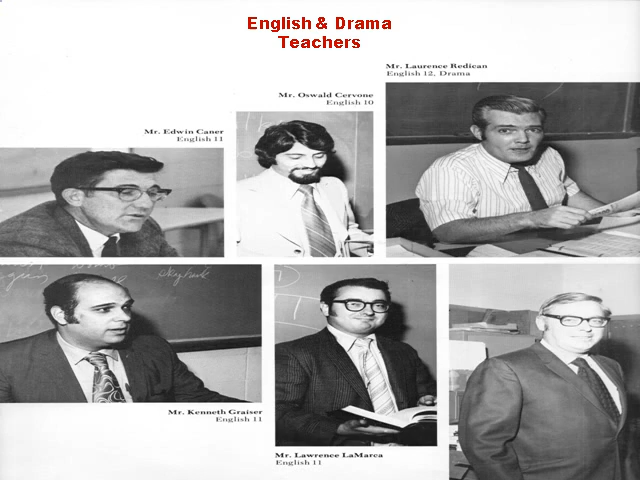 English & Drama
Teachers
Mr. Laurence Redican
English 12, Drama
Mr. Oswald Cervone
English 10
Mr. Edwin Caner
English 11
Skyhawk
Mr. Kenneth Graiser
English 11
Mr. Lawrence LaMarca
English 11